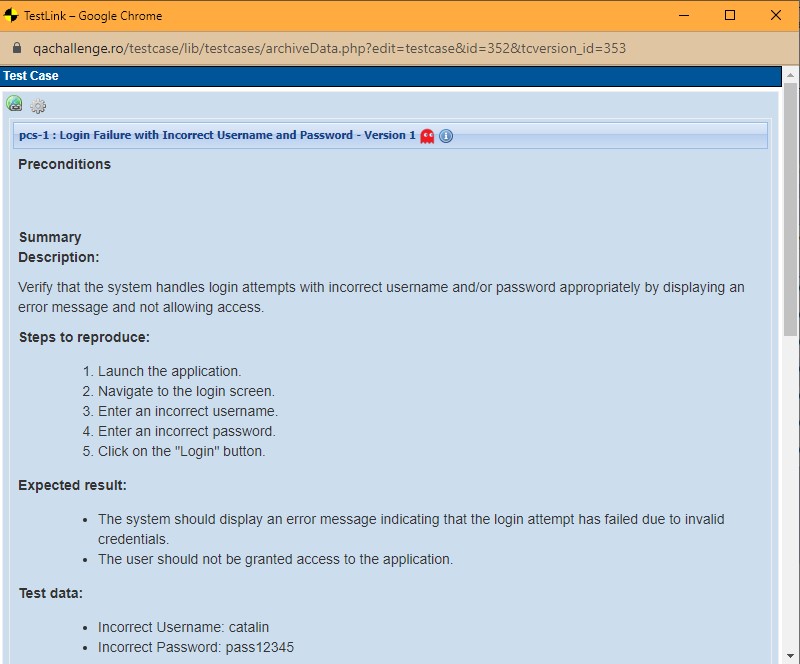 TestLink – Google Chrome
qachallenge.ro/testcase/lib/testcases/archiveData.php?edit=testcase&id=352&tcversion_id=353
Test Case
pcs-1 : Login Failure with Incorrect Username and Password - Version 1
Preconditions
Summary
Description:
Verify that the system handles login attempts with incorrect username and/or password appropriately by displaying an
error message and not allowing access.
Steps to reproduce:
1. Launch the application.
2. Navigate to the login screen.
3. Enter an incorrect username.
4. Enter an incorrect password.
5. Click on the "Login" button.
Expected result:
• The system should display an error message indicating that the login attempt has failed due to invalid
credentials.
• The user should not be granted access to the application.
Test data:
• Incorrect Username: catalin
• Incorrect Password: pass12345